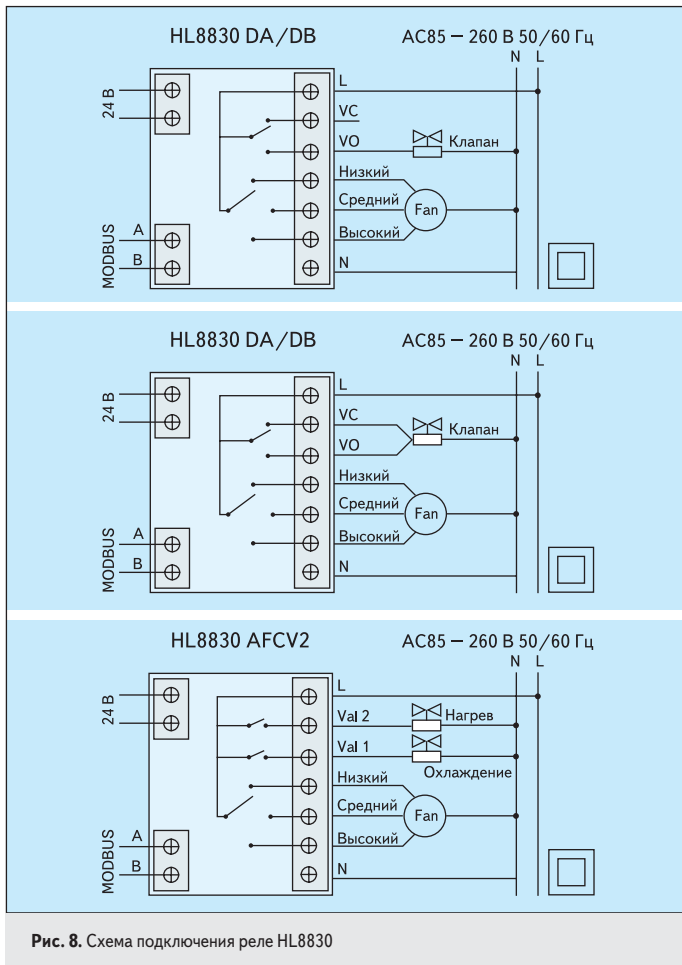 HL8830 DA/DB
AC85 – 260 В 50/60 Гц
N L
24 В
L
VC
VO
Клапан
Низкий
Средний
Fan
Высокий
MODBUS
A
B
N
HL8830 DA/DB
AC85 – 260 В 50/60 Гц
N L
24 В
L
VC
VO
Клапан
Низкий
Средний
Fan
Высокий
MODBUS
A
B
N
HL8830 AFCV2
AC85 – 260 В 50/60 Гц
N L
24 В
L
Val 2
Нагрев
Val 1
Охлаждение
Низкий
Средний
Fan
Высокий
MODBUS
A
B
N
Рис. 8. Схема подключения реле HL8830